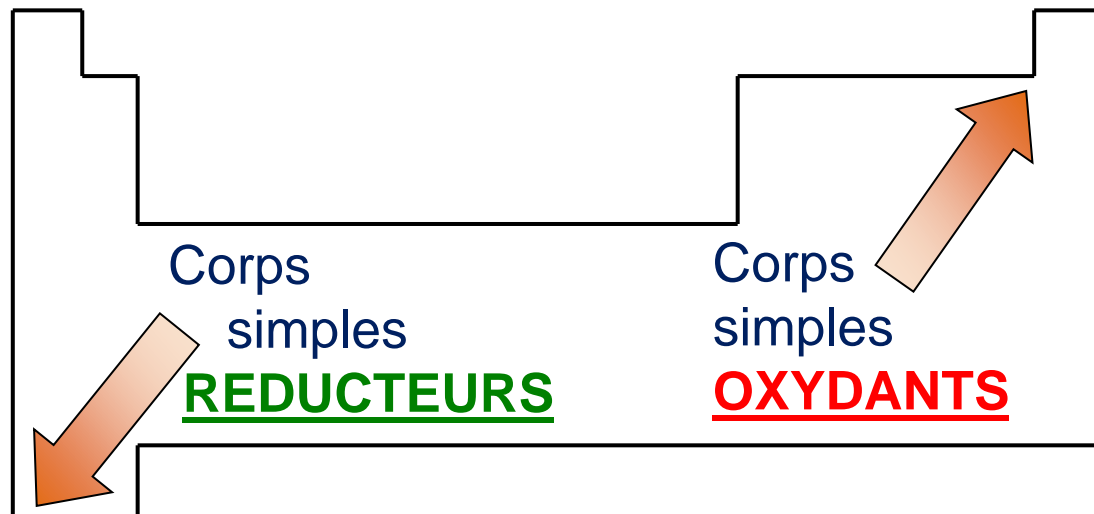 Corps
simples
REDUCTEURS
Corps
simples
OXYDANTS